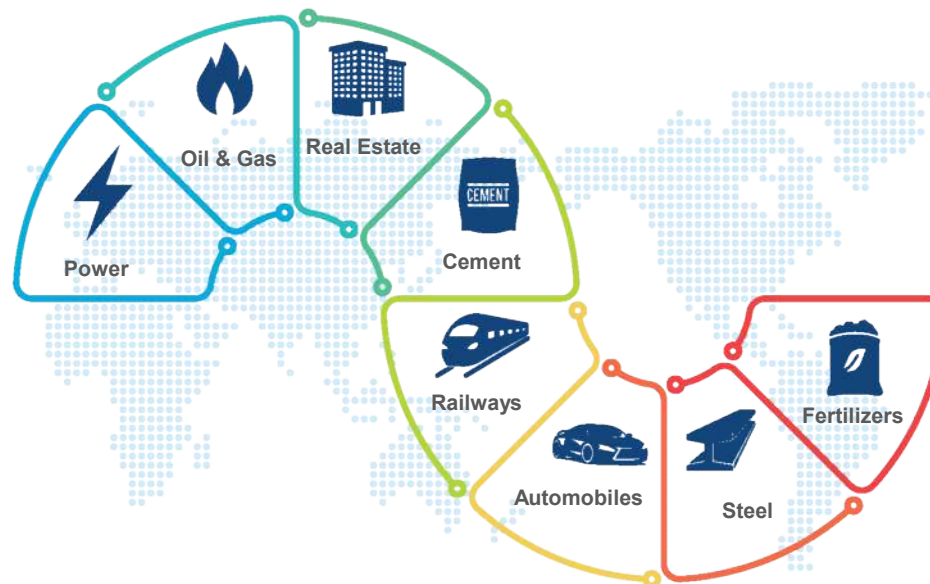 Power
Oil & Gas
Real Estate
CEMENT
Cement
Railways
Automobiles
Steel
Fertilizers